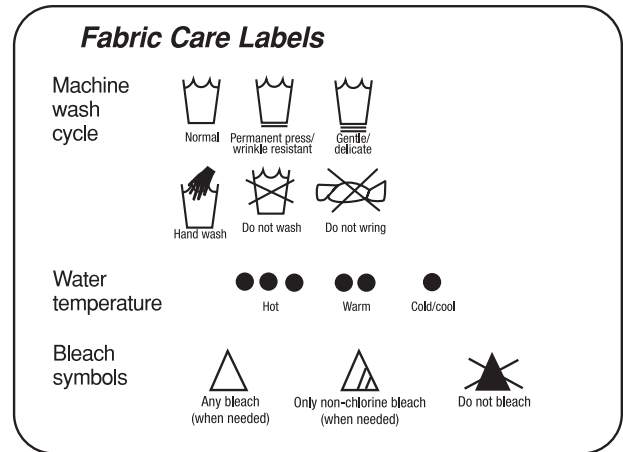 Fabric Care Labels
Machine
wash
cycle
Normal
Permanent press/
wrinkle resistant
Gentle/
delicate
Hand wash
Do not wash
Do not wring
Water
temperature
Hot
Warm
Cold/cool
Bleach
symbols
Any bleach
(when needed)
Only non-chlorine bleach
(when needed)
Do not bleach